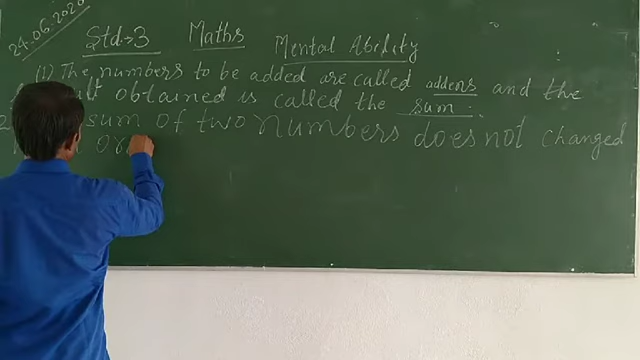 24.06.2020
Std:→3 Maths Mental Ability
(1) The numbers to be added are called addens and the
obtained is called the sum.
sum of two numbers does not changed